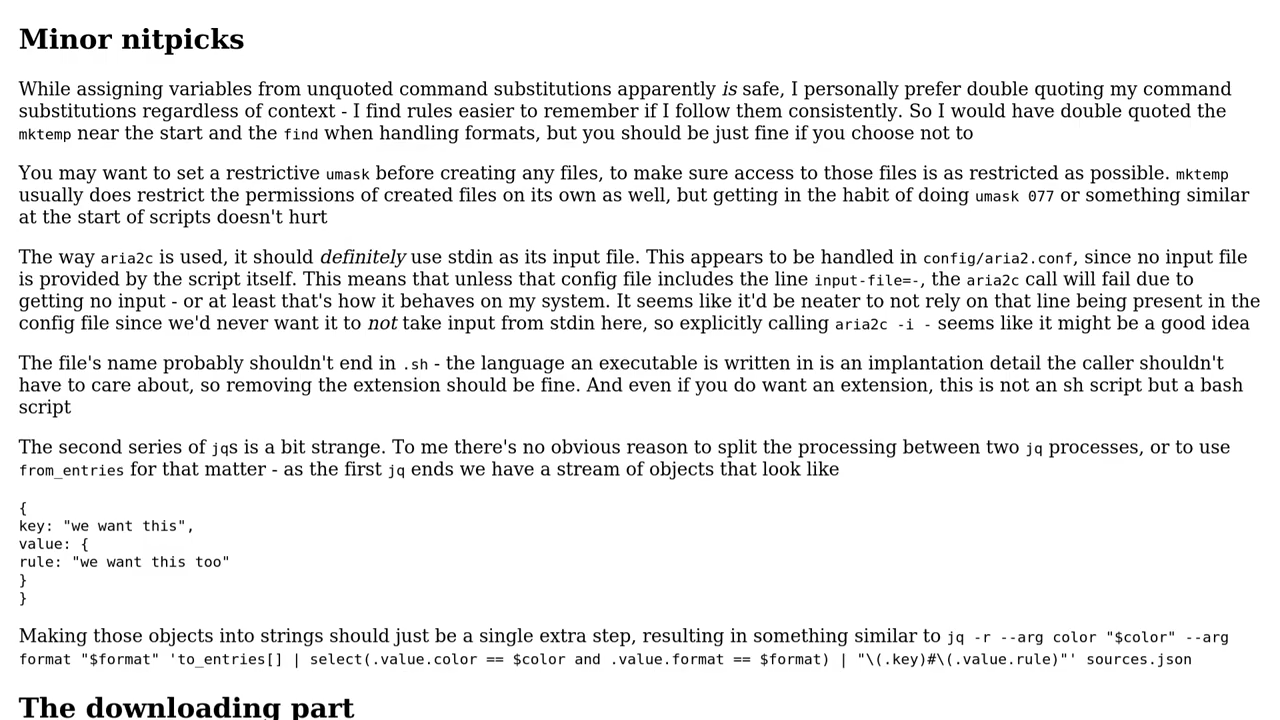 Minor nitpicks
While assigning variables from unquoted command substitutions apparently is safe, I personally prefer double quoting my command
substitutions regardless of context - I find rules easier to remember if I follow them consistently. So I would have double quoted the
mktemp near the start and the find when handling formats, but you should be just fine if you choose not to
You may want to set a restrictive umask before creating any files, to make sure access to those files is as restricted as possible. mktemp
usually does restrict the permissions of created files on its own as well, but getting in the habit of doing umask 077 or something similar
at the start of scripts doesn't hurt
The way aria2c is used, it should definitely use stdin as its input file. This appears to be handled in config/aria2.conf, since no input file
is provided by the script itself. This means that unless that config file includes the line input-file=-, the aria2c call will fail due to
getting no input - or at least that's how it behaves on my system. It seems like it'd be neater to not rely on that line being present in the
config file since we'd never want it to not take input from stdin here, so explicitly calling aria2c -i - seems like it might be a good idea
The file's name probably shouldn't end in .sh - the language an executable is written in is an implantation detail the caller shouldn't
have to care about, so removing the extension should be fine. And even if you do want an extension, this is not an sh script but a bash
script
The second series of jqs is a bit strange. To me there's no obvious reason to split the processing between two jq processes, or to use
from_entries for that matter - as the first jq ends we have a stream of objects that look like
{
key: "we want this",
value: {
rule: "we want this too"
}
}
Making those objects into strings should just be a single extra step, resulting in something similar to jq -r --arg color "$color" --arg
format "$format" 'to_entries[] | select(.value.color == $color and .value.format == $format) | "\(.key)#\(.value.rule)"' sources.json
The downloading part